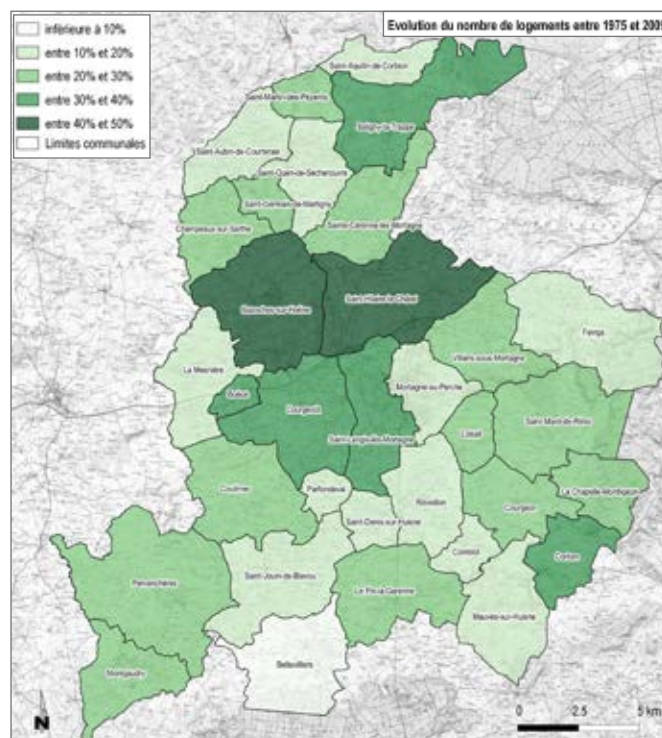 Evolution du nombre de logements entre 1975 et 2009
inférieure à 10%
entre 10% et 20%
entre 20% et 30%
entre 30% et 40%
entre 40% et 50%
Limites communales
Saint-Aquilin-de-Corbion
Saint-Martin-des-Pézerits
Soligny-la-Trappe
Saint-Aubin-de-Courteraie
Saint-Ouen-de-Sécherouvre
Saint-Germain-de-Martigny
Champeaux-sur-Sarthe
Sainte-Céronne-lès-Mortagne
Bazoches-sur-Hoëne
Saint-Hilaire-le-Châtel
Feings
Villiers-sous-Mortagne
La Mesnière
Mortagne-au-Perche
Boëcé
Courgeoût
Saint-Langis-lès-Mortagne
Loisail
Saint-Mard-de-Réno
Coulimer
Parfondeval
Réveillon
Courgeon
La Chapelle-Montligeon
Saint-Denis-sur-Huisne
Comblot
Corbon
Pervenchères
Saint-Jouin-de-Blavou
Le Pin-la-Garenne
Mauves-sur-Huisne
Bellavilliers
Montgaudry
N
0 2.5 5 km